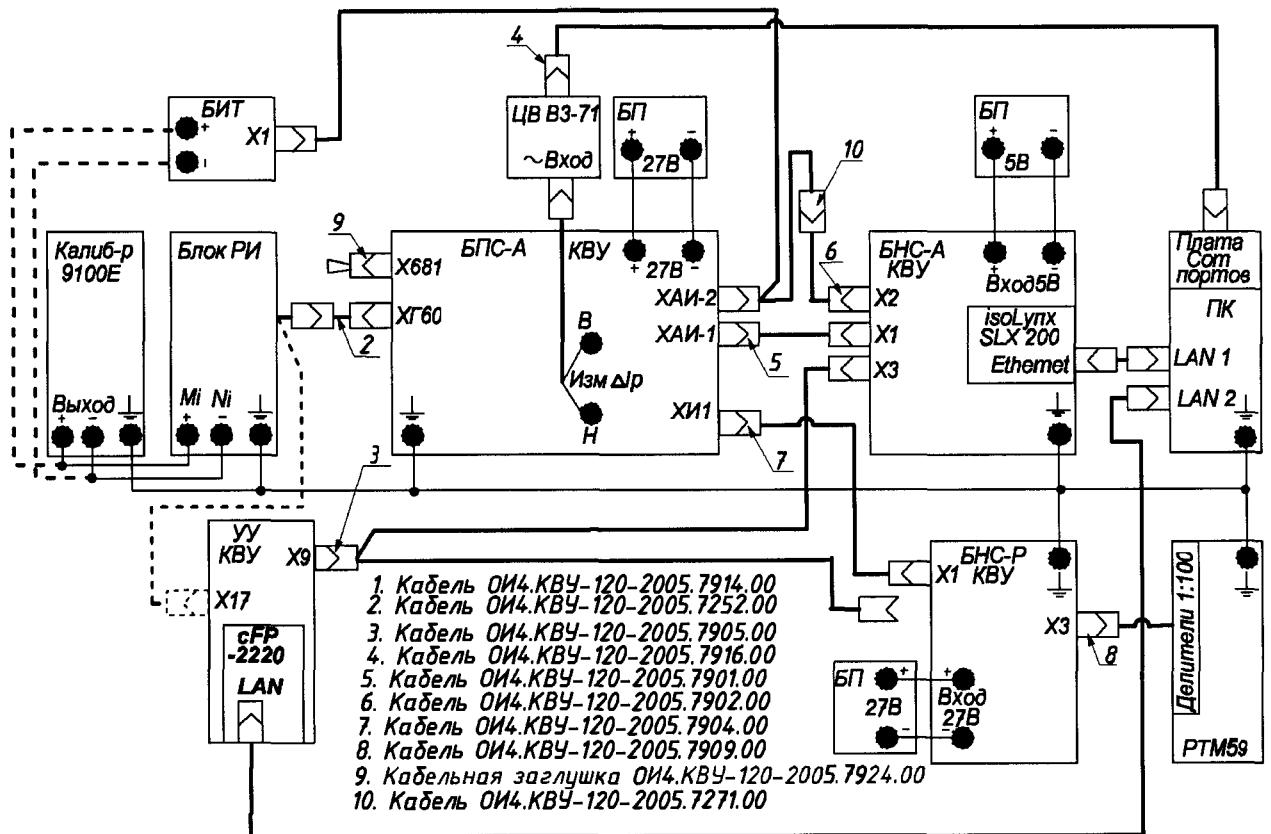 4
БИТ
+
X1
ЦВ В3-71
~Вход
БП
+ -
27В
10
БП
+ -
5В
Калиб-р
9100Е
Выход
+ -
Блок РИ
Mi Ni
+ -
9
X681
ХГ60
2
БПС-А
КВУ
+ 27В -
ХАИ-2
ХАИ-1
5
В
Изм ΔIp
Н
ХИ1
7
6
БНС-А
КВУ
+ -
Вход5В
X2
X1
X3
isoLynx
SLX 200
Ethernet
Плата
Com
портов
ПК
LAN 1
LAN 2
3
УУ
КВУ
X9
X17
cFP
-2220
LAN
БНС-Р
КВУ
X1
X3
8
БП
+ +
27В
Вход
27В
- -
Делители 1:100
РТМ59
1. Кабель ОИ4.КВУ-120-2005.7914.00
2. Кабель ОИ4.КВУ-120-2005.7252.00
3. Кабель ОИ4.КВУ-120-2005.7905.00
4. Кабель ОИ4.КВУ-120-2005.7916.00
5. Кабель ОИ4.КВУ-120-2005.7901.00
6. Кабель ОИ4.КВУ-120-2005.7902.00
7. Кабель ОИ4.КВУ-120-2005.7904.00
8. Кабель ОИ4.КВУ-120-2005.7909.00
9. Кабельная заглушка ОИ4.КВУ-120-2005.7924.00
10. Кабель ОИ4.КВУ-120-2005.7271.00